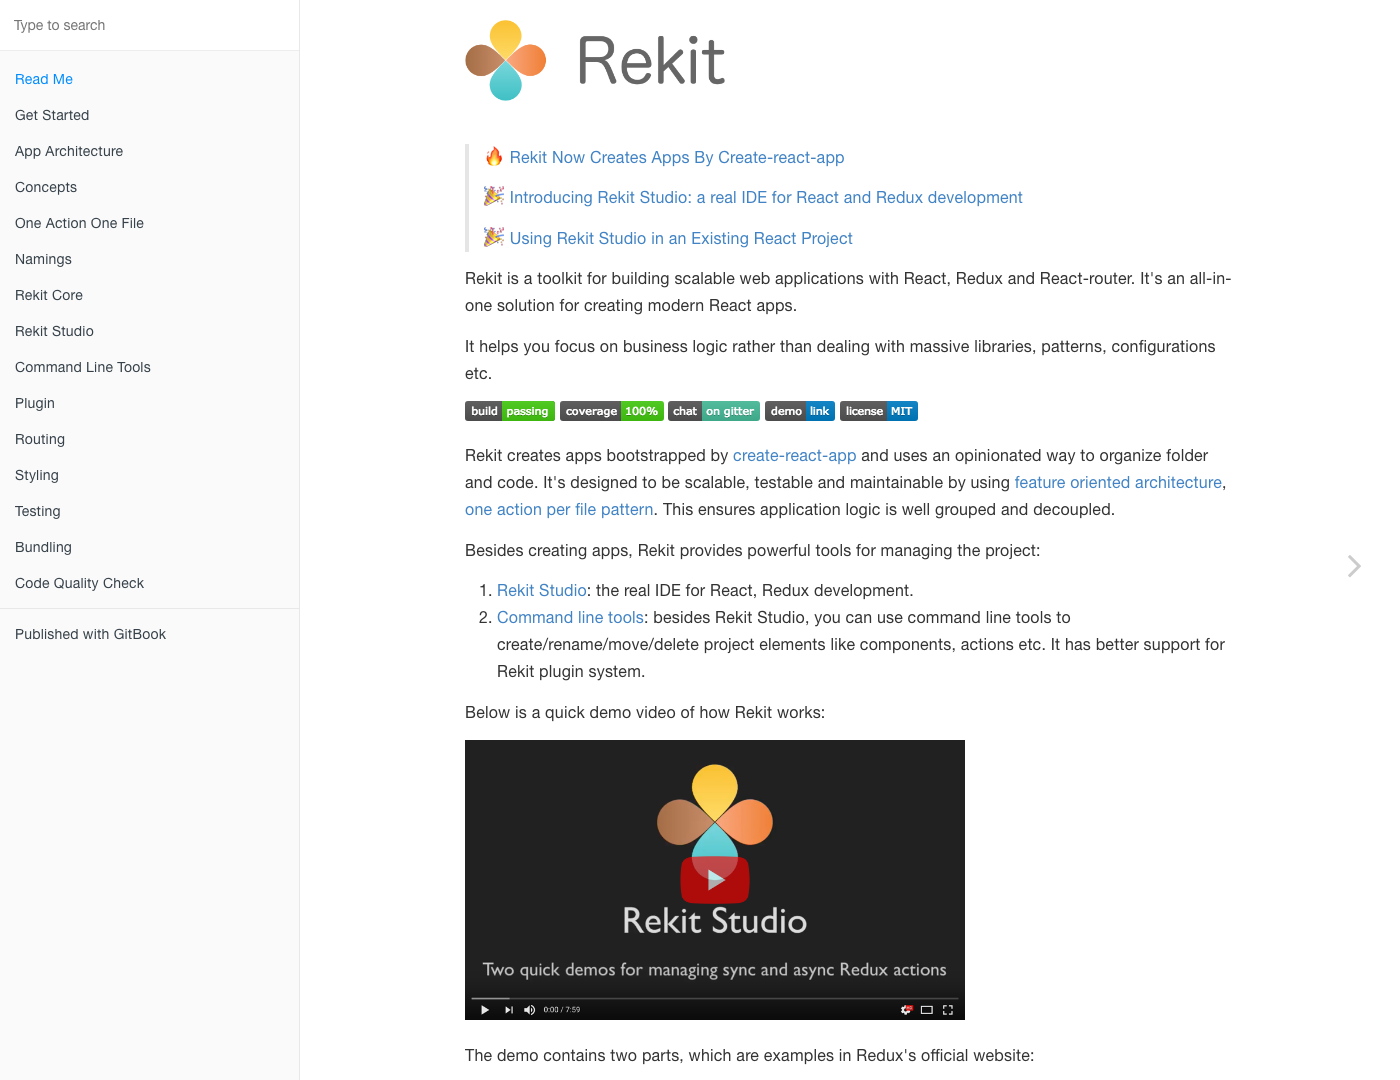 Type to search
Read Me
Get Started
App Architecture
Concepts
One Action One File
Namings
Rekit Core
Rekit Studio
Command Line Tools
Plugin
Routing
Styling
Testing
Bundling
Code Quality Check
Published with GitBook
Rekit
🔥 Rekit Now Creates Apps By Create-react-app
🎉 Introducing Rekit Studio: a real IDE for React and Redux development
🎉 Using Rekit Studio in an Existing React Project
Rekit is a toolkit for building scalable web applications with React, Redux and React-router. It's an all-in-
one solution for creating modern React apps.
It helps you focus on business logic rather than dealing with massive libraries, patterns, configurations
etc.
build passing coverage 100% chat on gitter demo link license MIT
Rekit creates apps bootstrapped by create-react-app and uses an opinionated way to organize folder
and code. It's designed to be scalable, testable and maintainable by using feature oriented architecture,
one action per file pattern. This ensures application logic is well grouped and decoupled.
Besides creating apps, Rekit provides powerful tools for managing the project:
1. Rekit Studio: the real IDE for React, Redux development.
2. Command line tools: besides Rekit Studio, you can use command line tools to
create/rename/move/delete project elements like components, actions etc. It has better support for
Rekit plugin system.
Below is a quick demo video of how Rekit works:
Rekit Studio
Two quick demos for managing sync and async Redux actions
0:00 / 7:59
The demo contains two parts, which are examples in Redux's official website: